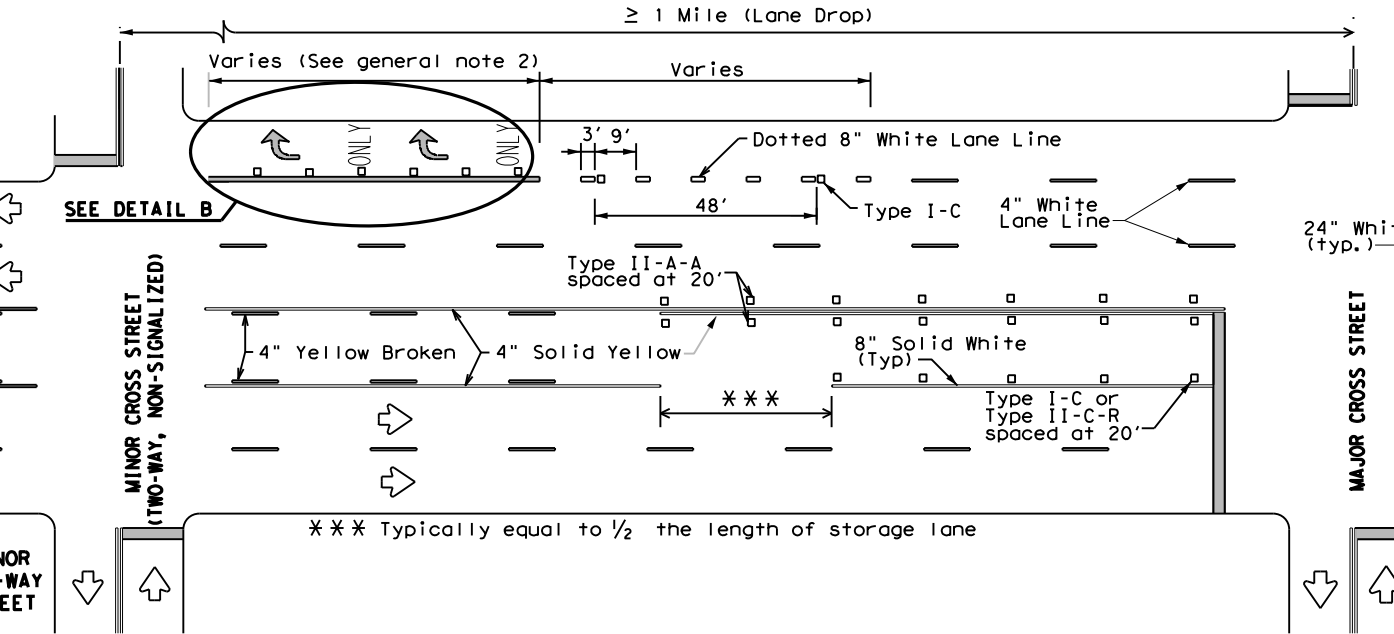 ≥ 1 Mile (Lane Drop)
Varies (See general note 2)
Varies
ONLY
ONLY
3' 9'
Dotted 8" White Lane Line
SEE DETAIL B
48'
Type I-C
4" White
Lane Line
24" Whit
(typ.)
Type II-A-A
spaced at 20'
4" Yellow Broken
4" Solid Yellow
8" Solid White
(Typ)
***
Type I-C or
Type II-C-R
spaced at 20'
MINOR CROSS STREET
(TWO-WAY, NON-SIGNALIZED)
MAJOR CROSS STREET
*** Typically equal to ½ the length of storage lane
NOR
-WAY
EET